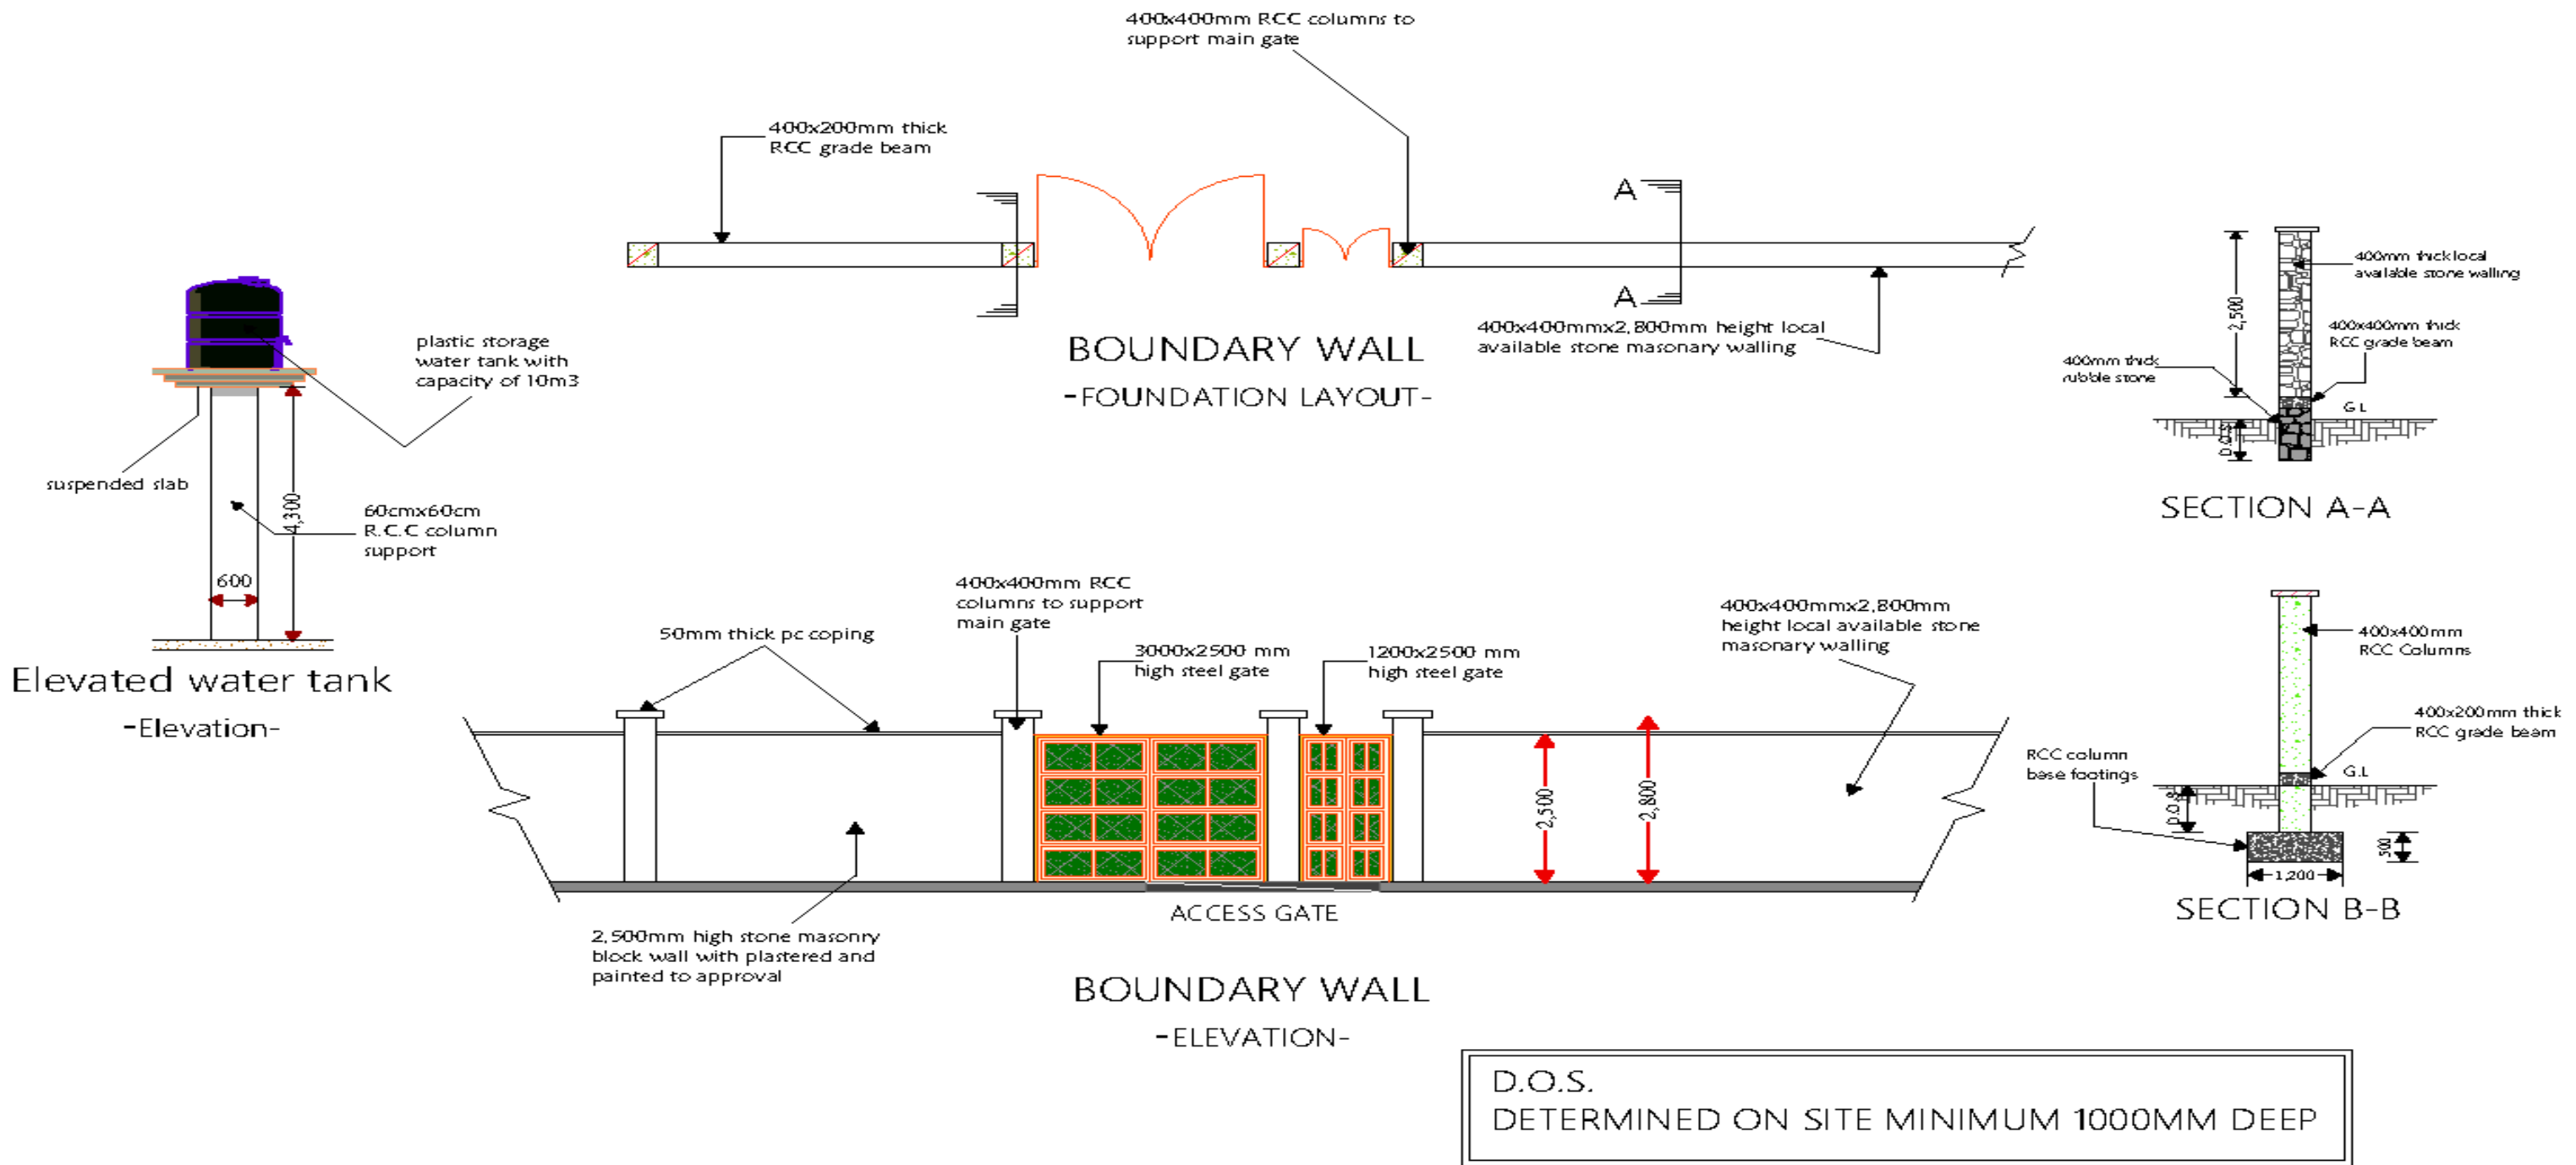 400x400mm RCC columns to
support main gate
400x200mm thick
RCC grade beam
A
A
400x400mmx2,800mm height local
available stone masonary walling
BOUNDARY WALL
-FOUNDATION LAYOUT-
plastic storage
water tank with
capacity of 10m3
suspended slab
4,300
60cmx60cm
R.C.C column
support
600
Elevated water tank
-Elevation-
400mm thick local
available stone walling
2,500
400x400mm thick
RCC grade beam
400mm thick
rubble stone
G.L
D.O.S
SECTION A-A
50mm thick pc coping
400x400mm RCC
columns to support
main gate
3000x2500 mm
high steel gate
1200x2500 mm
high steel gate
400x400mmx2,800mm
height local available stone
masonary walling
2,500
2,800
ACCESS GATE
2,500mm high stone masonry
block wall with plastered and
painted to approval
BOUNDARY WALL
-ELEVATION-
400x400mm
RCC Columns
400x200mm thick
RCC grade beam
RCC column
base footings
G.L
D.O.S
500
1,200
SECTION B-B
D.O.S.
DETERMINED ON SITE MINIMUM 1000MM DEEP